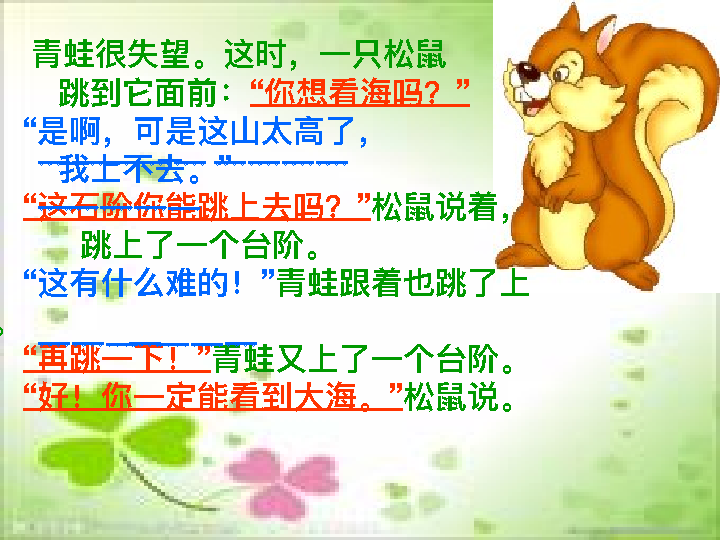 青蛙很失望。这时，一只松鼠
跳到它面前：“你想看海吗？”
“是啊，可是这山太高了，
我上不去。”
“这石阶你能跳上去吗？”松鼠说着，
跳上了一个台阶。
“这有什么难的！”青蛙跟着也跳了上
。
“再跳一下！”青蛙又上了一个台阶。
“好！你一定能看到大海。”松鼠说。